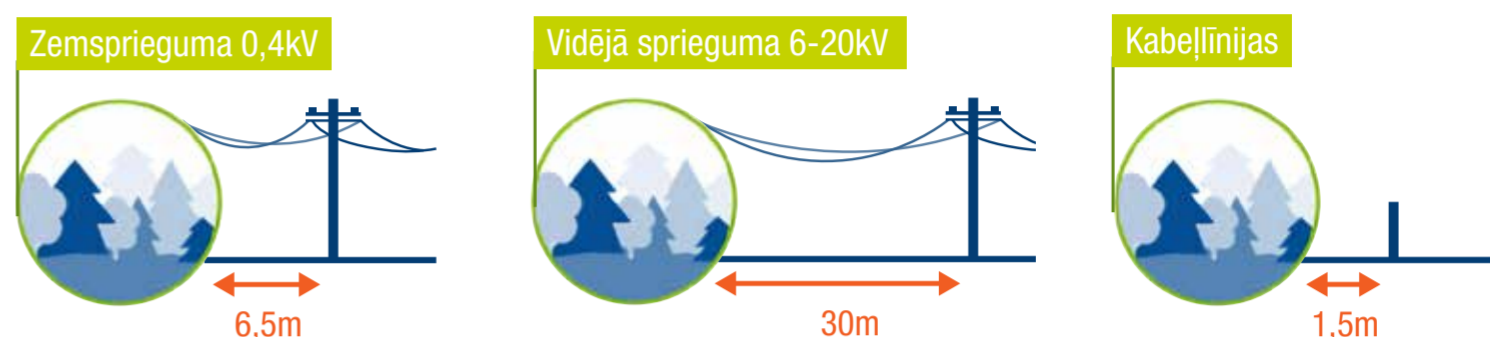 Zemsprieguma 0,4kV
Vidējā sprieguma 6-20kV
Kabeļlīnijas
6.5m
30m
1.5m